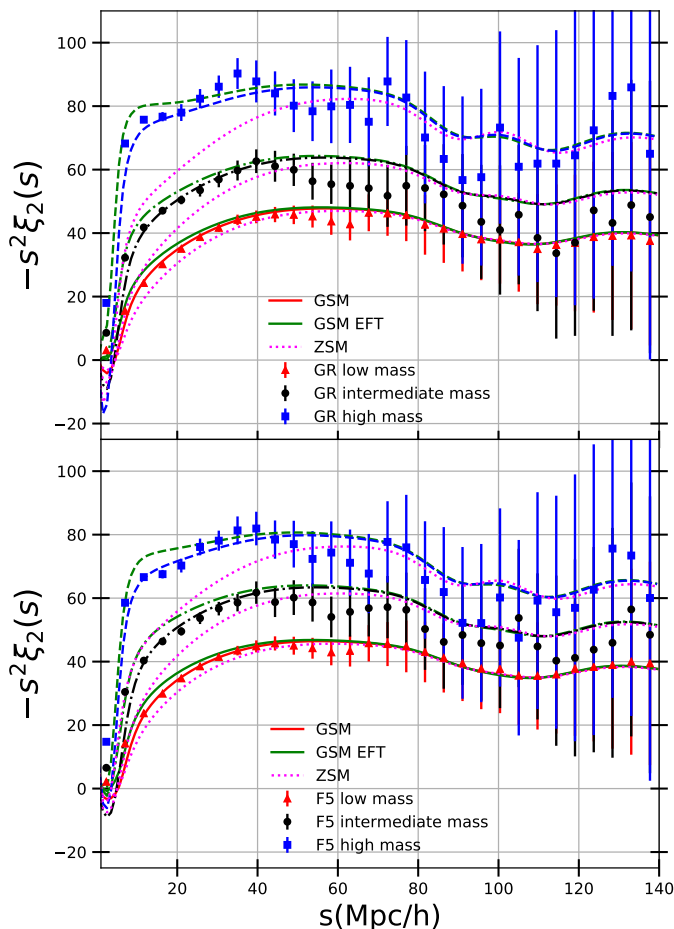 100
80
60
40
20
0
−20
−s²ξ₂(s)
GSM
GSM EFT
ZSM
GR low mass
GR intermediate mass
GR high mass
100
80
60
40
20
0
−20
−s²ξ₂(s)
GSM
GSM EFT
ZSM
F5 low mass
F5 intermediate mass
F5 high mass
20 40 60 80 100 120 140
s(Mpc/h)